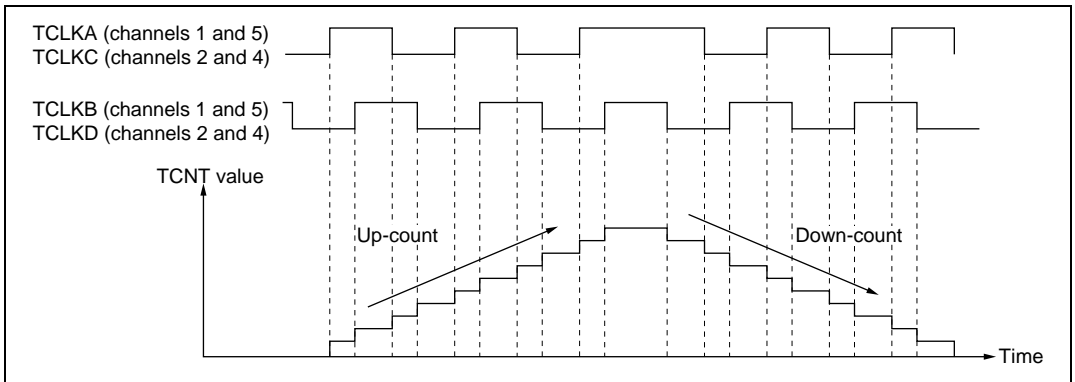 TCLKA (channels 1 and 5)
TCLKC (channels 2 and 4)
TCLKB (channels 1 and 5)
TCLKD (channels 2 and 4)
TCNT value
Up-count
Down-count
Time